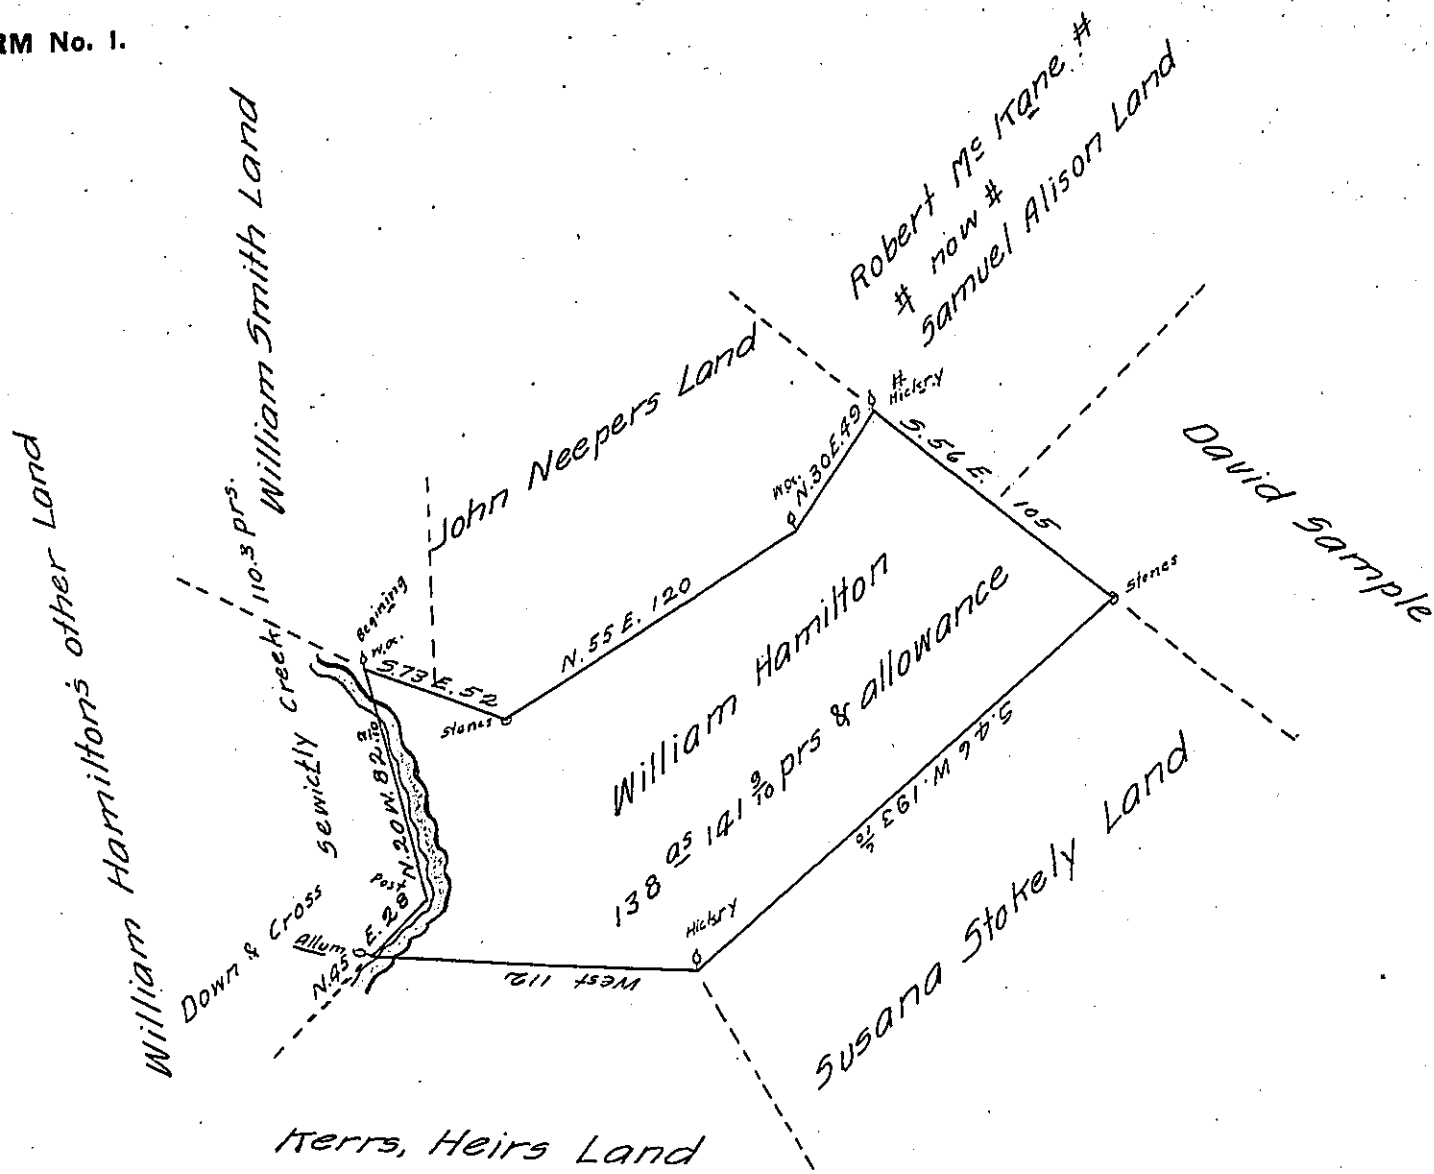 RM No. 1.
Robert Mc Kane #
# now #
Samuel Alison Land
William Smith Land
John Neepers Land
H
Hickry
William Hamilton's other Land
David Sample
S. 56 E. 105
W.O.
N. 30 E. 49
Stones
Begining
W.O.
S. 73 E. 52
Stones
N. 55 E. 120
Sewictly Creek 110.3 prs.
Down & Cross
N. 20 W. 82
Post
Allum
N. 45 E. 28
William Hamilton
138 as 141 9/10 prs & allowance
S. 46 W. 193
Hickry
West 112
Susana Stokely Land
Kerrs, Heirs Land